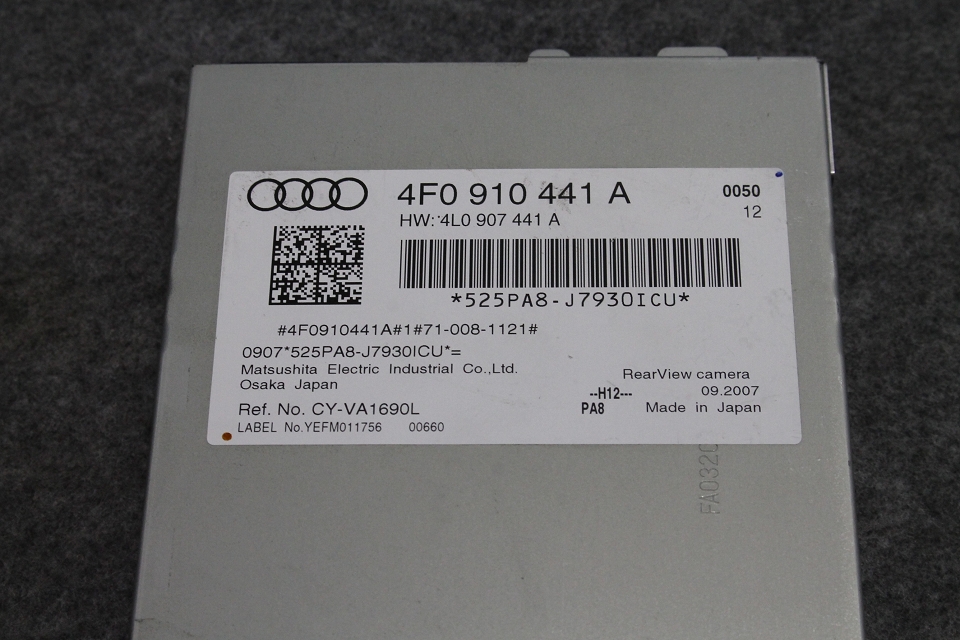 4F0 910 441 A
0050
HW: 4L0 907 441 A
12
*525PA8-J7930ICU*
#4F0910441A#1#71-008-1121#
0907*525PA8-J7930ICU*=
Matsushita Electric Industrial Co.,Ltd.
Osaka Japan
RearView camera
--H12---
09.2007
PA8
Made in Japan
Ref. No. CY-VA1690L
LABEL No.YEFM011756 00660
FA0320